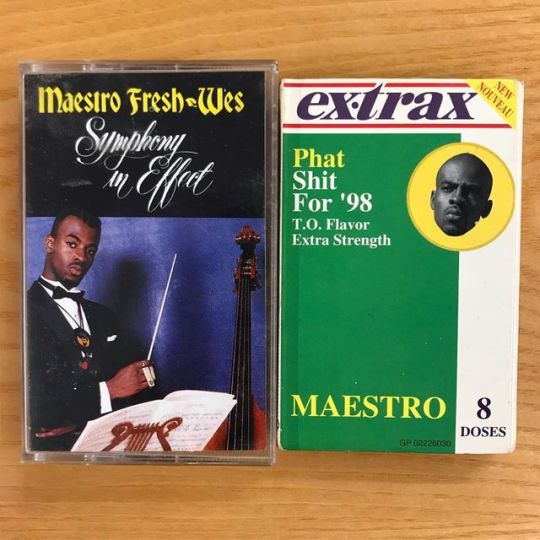 Maestro Fresh-Wes
Symphony
in Effect
ex·trax
NEW
NOUVEAU
Phat
Shit
For '98
T.O. Flavor
Extra Strength
MAESTRO
8
DOSES
GP 02226030